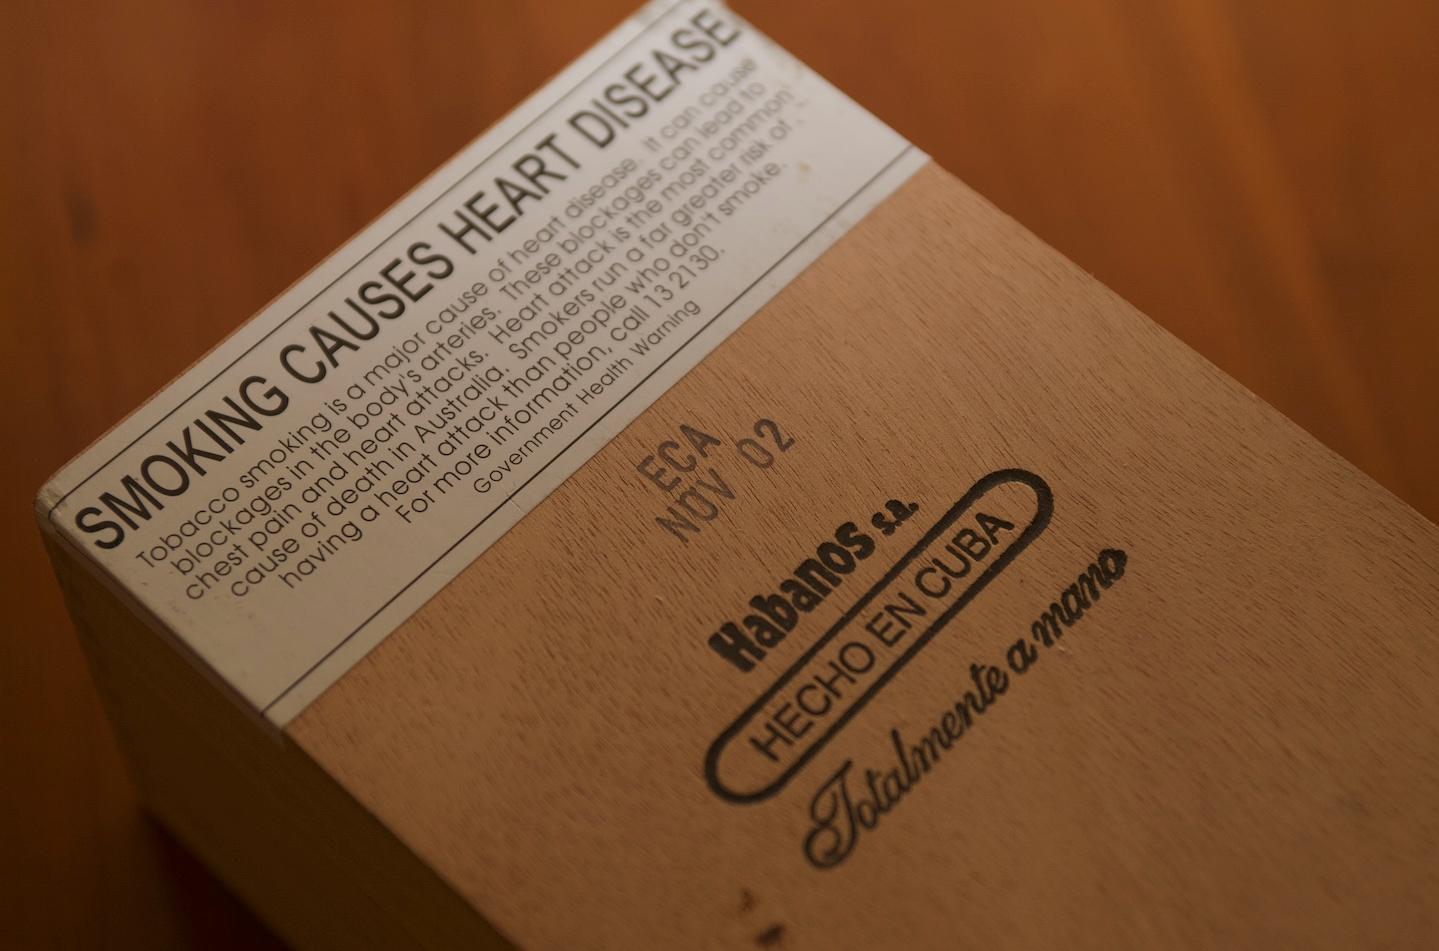 SMOKING CAUSES HEART DISEASE
Tobacco smoking is a major cause of heart disease. It can cause
blockages in the body's arteries. These blockages can lead to
chest pain and heart attacks. Heart attack is the most common
cause of death in Australia. Smokers run a far greater risk of
having a heart attack than people who don't smoke.
For more information, call 13 2130.
Government Health Warning
ECA
NOV 02
Habanos s.a.
HECHO EN CUBA
Totalmente a mano